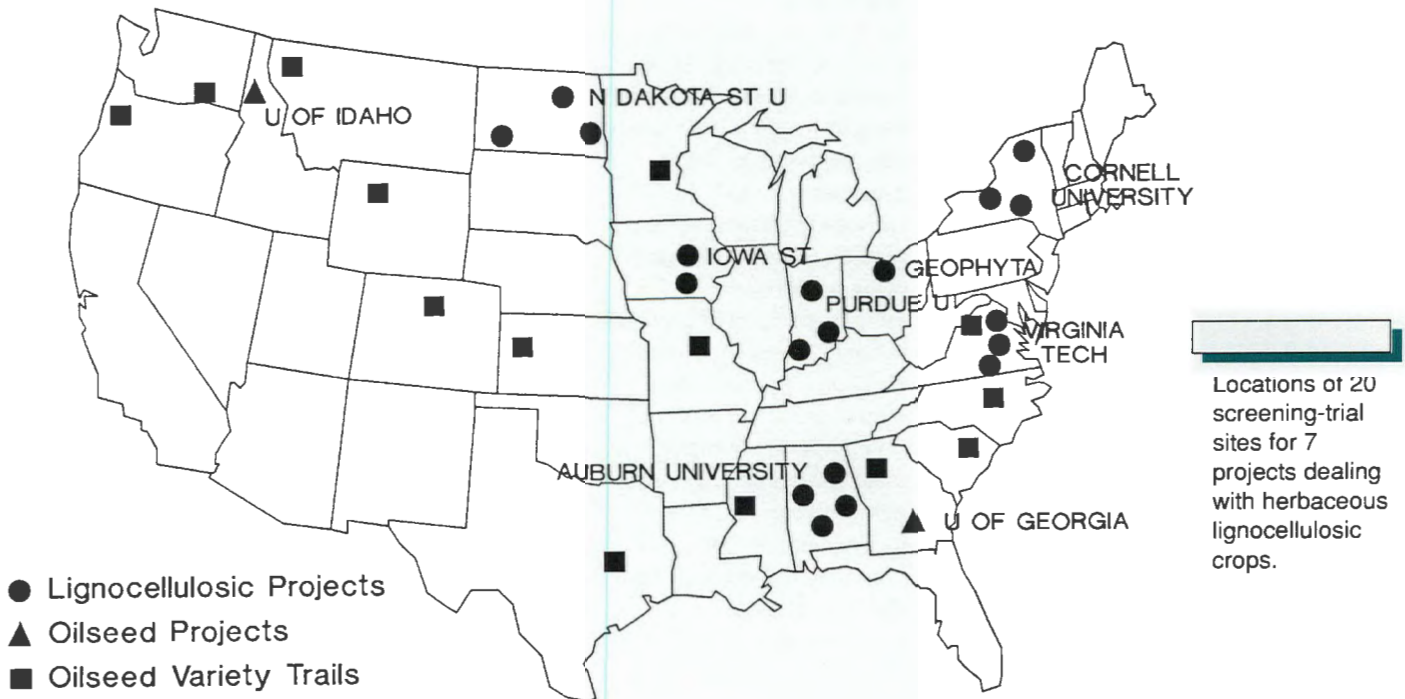 N DAKOTA ST U
U OF IDAHO
CORNELL
UNIVERSITY
IOWA ST
GEOPHYTA
PURDUE U
VIRGINIA
TECH
AUBURN UNIVERSITY
U OF GEORGIA
Lignocellulosic Projects
Oilseed Projects
Oilseed Variety Trails
Locations of 20
screening-trial
sites for 7
projects dealing
with herbaceous
lignocellulosic
crops.